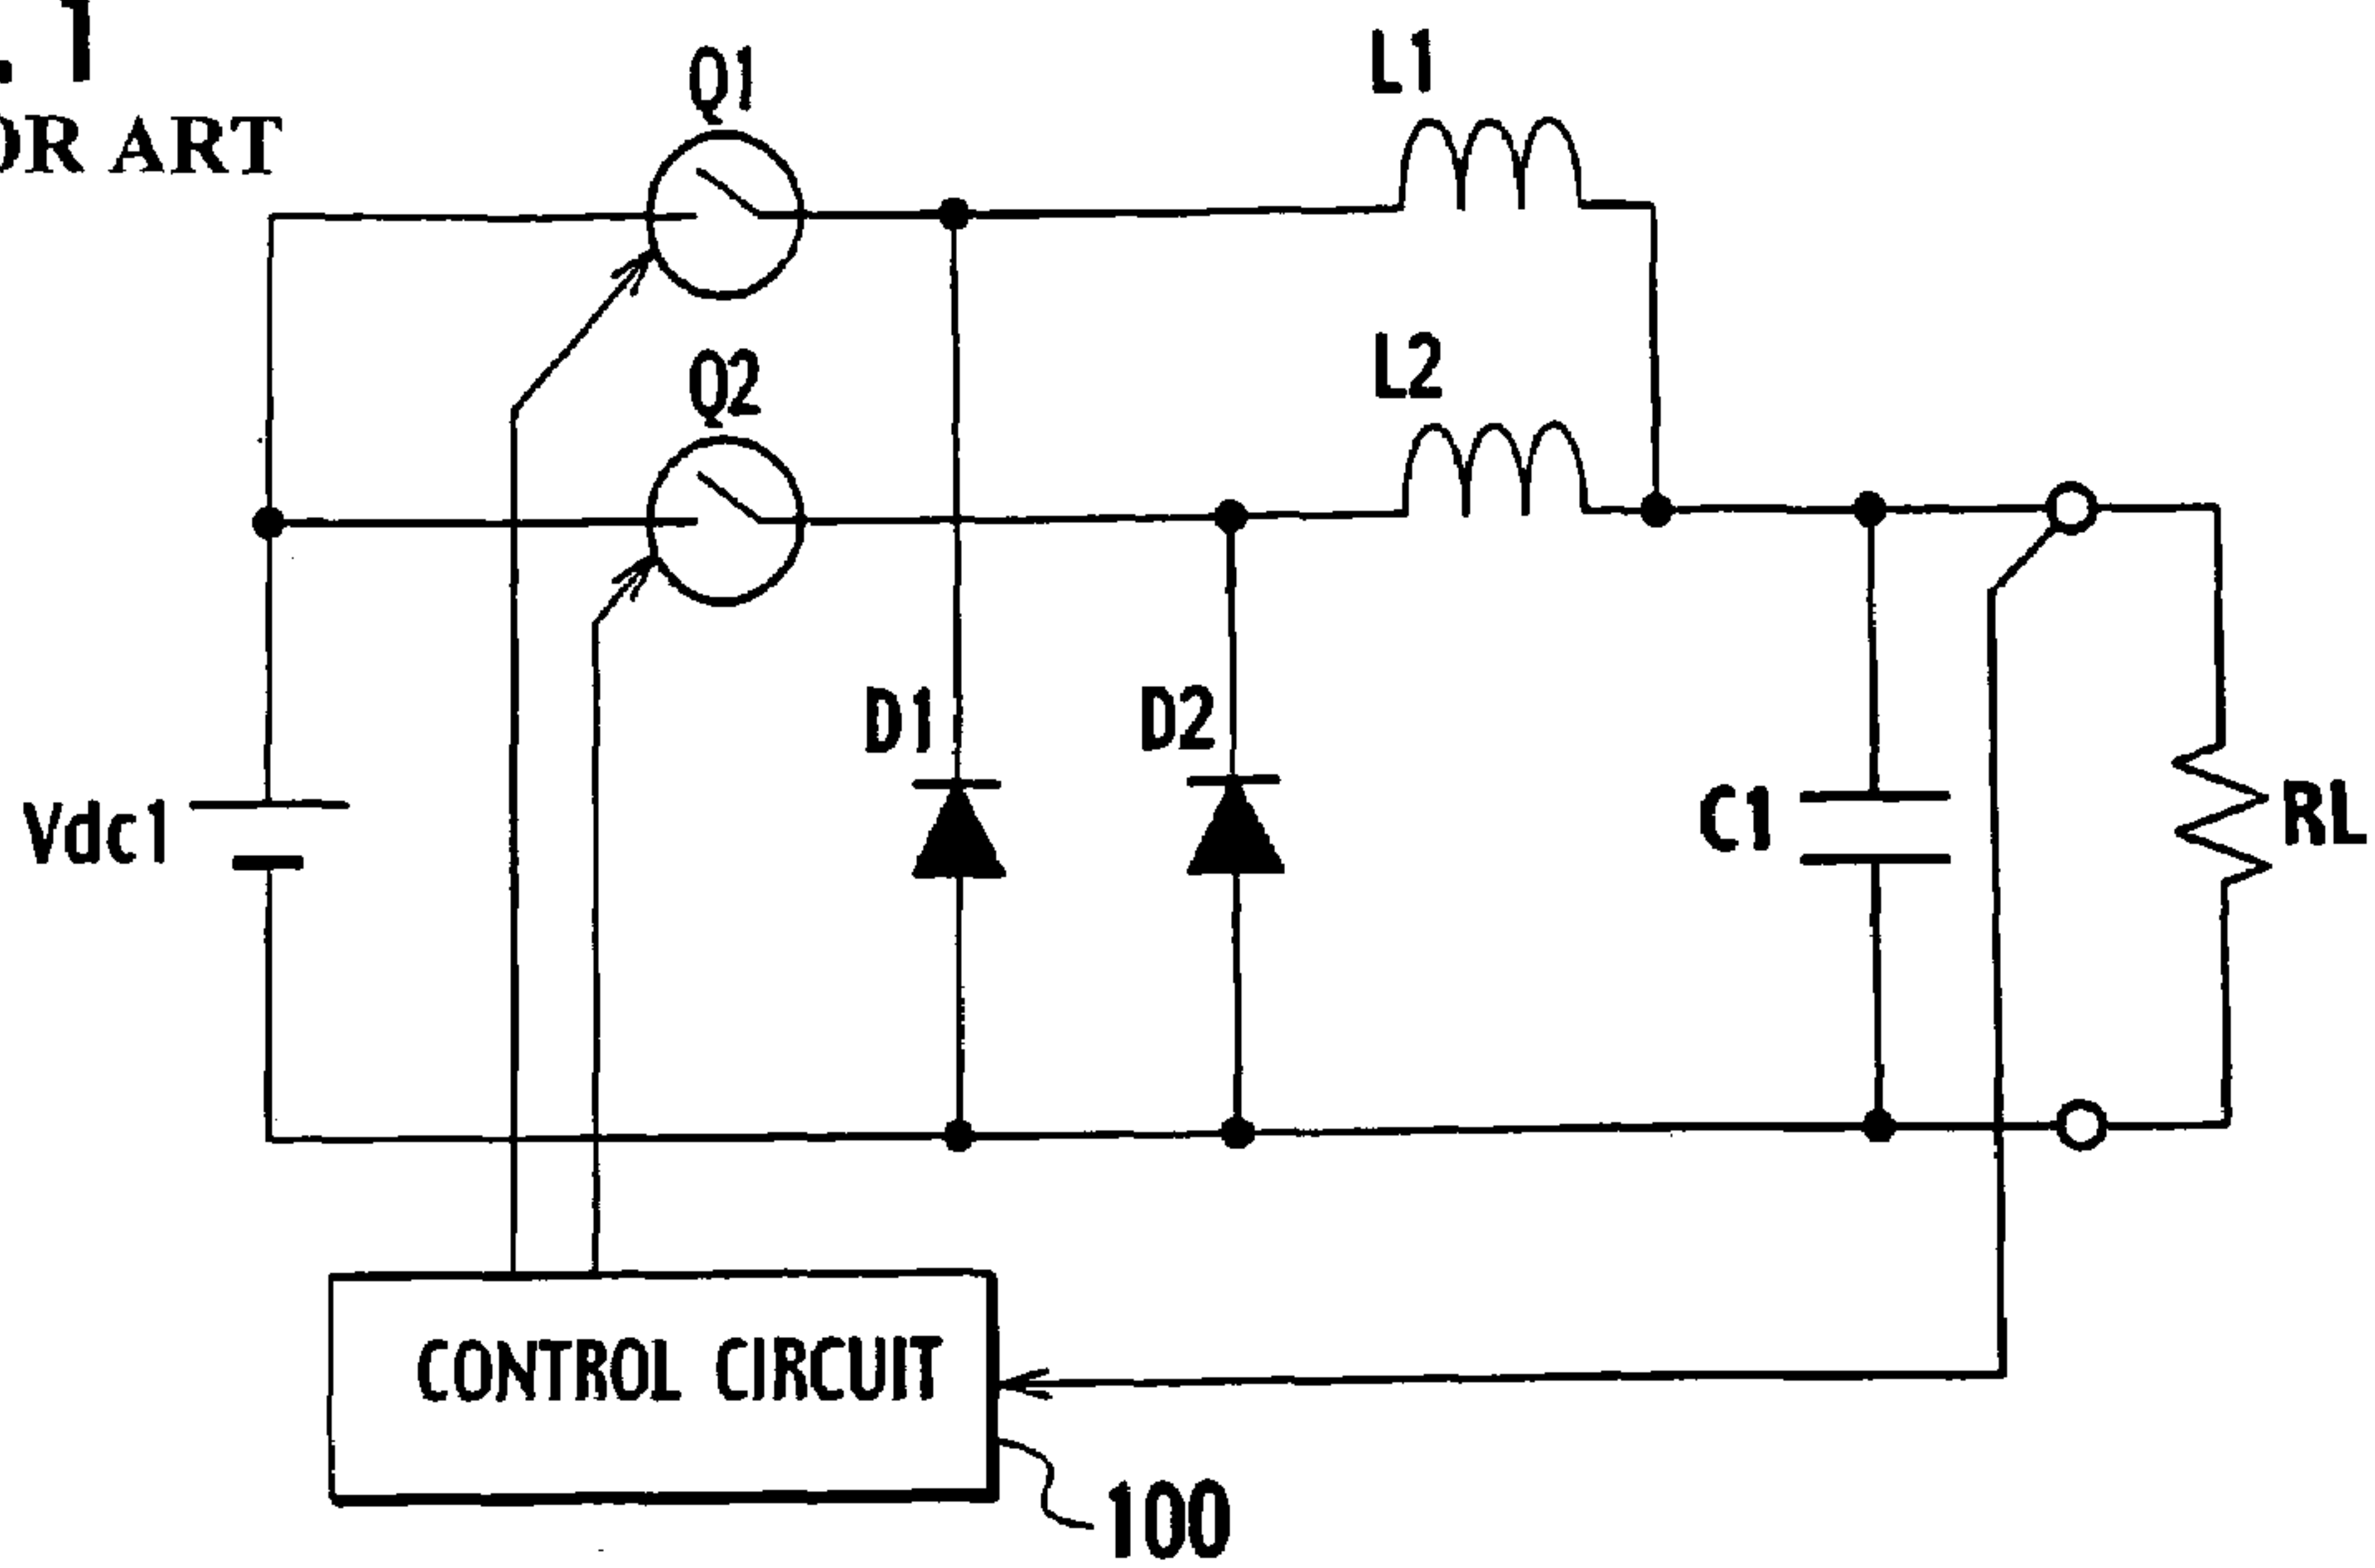 . 1
OR ART
Q1
L1
Q2
L2
D1
D2
Vdc1
C1
RL
CONTROL CIRCUIT
100